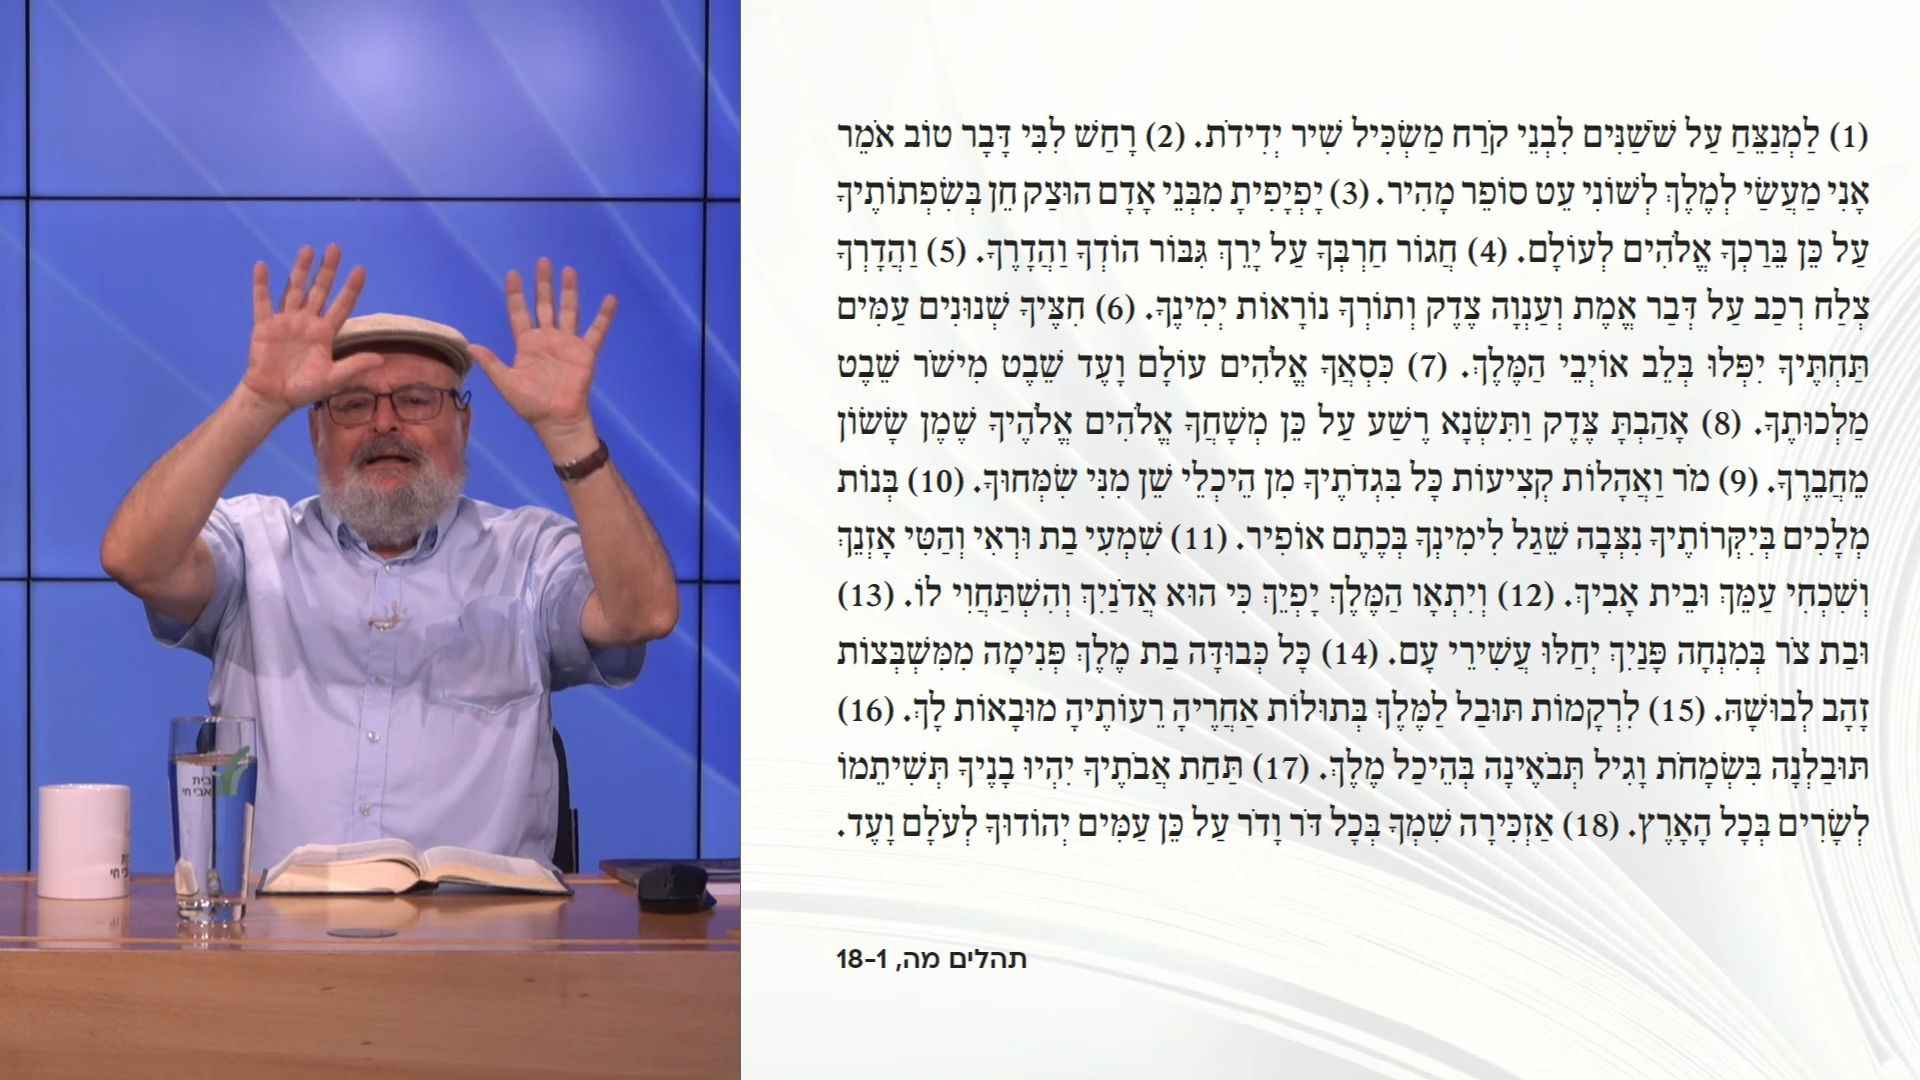 (1) לַמְנַצֵּחַ עַל שֹׁשַׁנִּים לִבְנֵי קֹרַח מַשְׂכִּיל שִׁיר יְדִידֹת. (2) רָחַשׁ לִבִּי דָּבָר טוֹב אֹמֵר
אָנִי מַעֲשַׂי לְמֶלֶךְ לְשׁוֹנִי עֵט סוֹפֵר מָהִיר. (3) יָפְיָפִיתָ מִבְּנֵי אָדָם הוּצַק חֵן בְּשִׂפְתוֹתֶיךָ
עַל כֵּן בֵּרַכְךָ אֱלֹהִים לְעוֹלָם. (4) חֲגוֹר חַרְבְּךָ עַל יָרֵךְ גִּבּוֹר הוֹדְךָ וַהֲדָרֶךָ. (5) וַהֲדָרְךָ
צְלַח רְכַב עַל דְּבַר אֱמֶת וְעַנְוָה צֶדֶק וְתוֹרְךָ נוֹרָאוֹת יְמִינֶךָ. (6) חִצֶּיךָ שְׁנוּנִים עַמִּים
תַּחְתֶּיךָ יִפְּלוּ בְּלֵב אוֹיְבֵי הַמֶּלֶךְ. (7) כִּסְאֲךָ אֱלֹהִים עוֹלָם וָעֶד שֵׁבֶט מִישֹׁר שֵׁבֶט
מַלְכוּתֶךָ. (8) אָהַבְתָּ צֶּדֶק וַתִּשְׂנָא רֶשַׁע עַל כֵּן מְשָׁחֲךָ אֱלֹהִים אֱלֹהֶיךָ שֶׁמֶן שָׂשׂוֹן
מֵחֲבֵרֶךָ. (9) מֹר וַאֲהָלוֹת קְצִיעוֹת כָּל בִּגְדֹתֶיךָ מִן הֵיכְלֵי שֵׁן מִנִּי שִׂמְּחוּךָ. (10) בְּנוֹת
מְלָכִים בְּיִקְּרוֹתֶיךָ נִצְּבָה שֵׁגַל לִימִינְךָ בְּכֶתֶם אוֹפִיר. (11) שִׁמְעִי בַת וּרְאִי וְהַטִּי אָזְנֵךְ
וְשִׁכְחִי עַמֵּךְ וּבֵית אָבִיךְ. (12) וְיִתְאָו הַמֶּלֶךְ יָפְיֵךְ כִּי הוּא אֲדֹנַיִךְ וְהִשְׁתַּחֲוִי לוֹ. (13)
וּבַת צֹר בְּמִנְחָה פָּנַיִךְ יְחַלּוּ עֲשִׁירֵי עָם. (14) כָּל כְּבוּדָּה בַת מֶלֶךְ פְּנִימָה מִמִּשְׁבְּצוֹת
זָהָב לְבוּשָׁהּ. (15) לִרְקָמוֹת תּוּבַל לַמֶּלֶךְ בְּתוּלוֹת אַחֲרֶיהָ רֵעוֹתֶיהָ מוּבָאוֹת לָךְ. (16)
תּוּבַלְנָה בִּשְׂמָחֹת וָגִיל תְּבֹאֶינָה בְּהֵיכַל מֶלֶךְ. (17) תַּחַת אֲבֹתֶיךָ יִהְיוּ בָנֶיךָ תְּשִׁיתֵמוֹ
לְשָׂרִים בְּכָל הָאָרֶץ. (18) אַזְכִּירָה שִׁמְךָ בְּכָל דֹּר וָדֹר עַל כֵּן עַמִּים יְהוֹדוּךָ לְעֹלָם וָעֶד.
תהלים מה, 1–18
בית
אבי חי